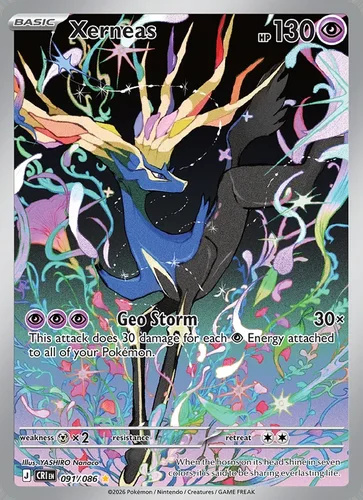 BASIC
Xerneas
HP 130
Geo Storm 30×
This attack does 30 damage for each Energy attached
to all of your Pokémon.
weakness × 2 resistance retreat
Illus. YASHIRO Nanaco
J CRI EN 091/086
When the horns on its head shine in seven
colors, it is said to be sharing everlasting life.
©2026 Pokémon / Nintendo / Creatures / GAME FREAK